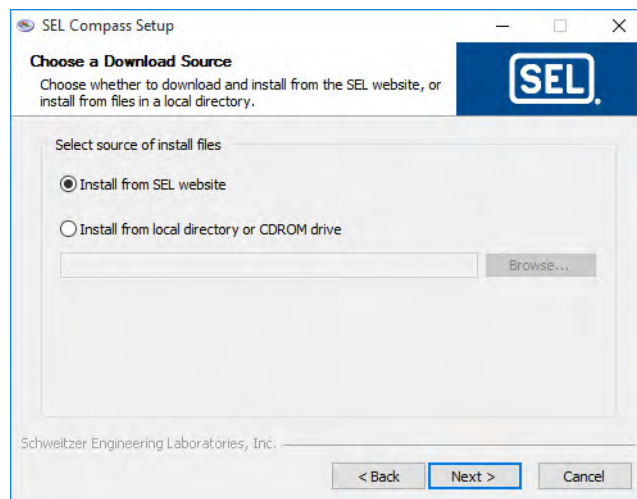 SEL Compass Setup
Choose a Download Source
Choose whether to download and install from the SEL website, or
install from files in a local directory.
SEL
Select source of install files
Install from SEL website
Install from local directory or CDROM drive
Browse...
Schweitzer Engineering Laboratories, Inc.
< Back Next > Cancel